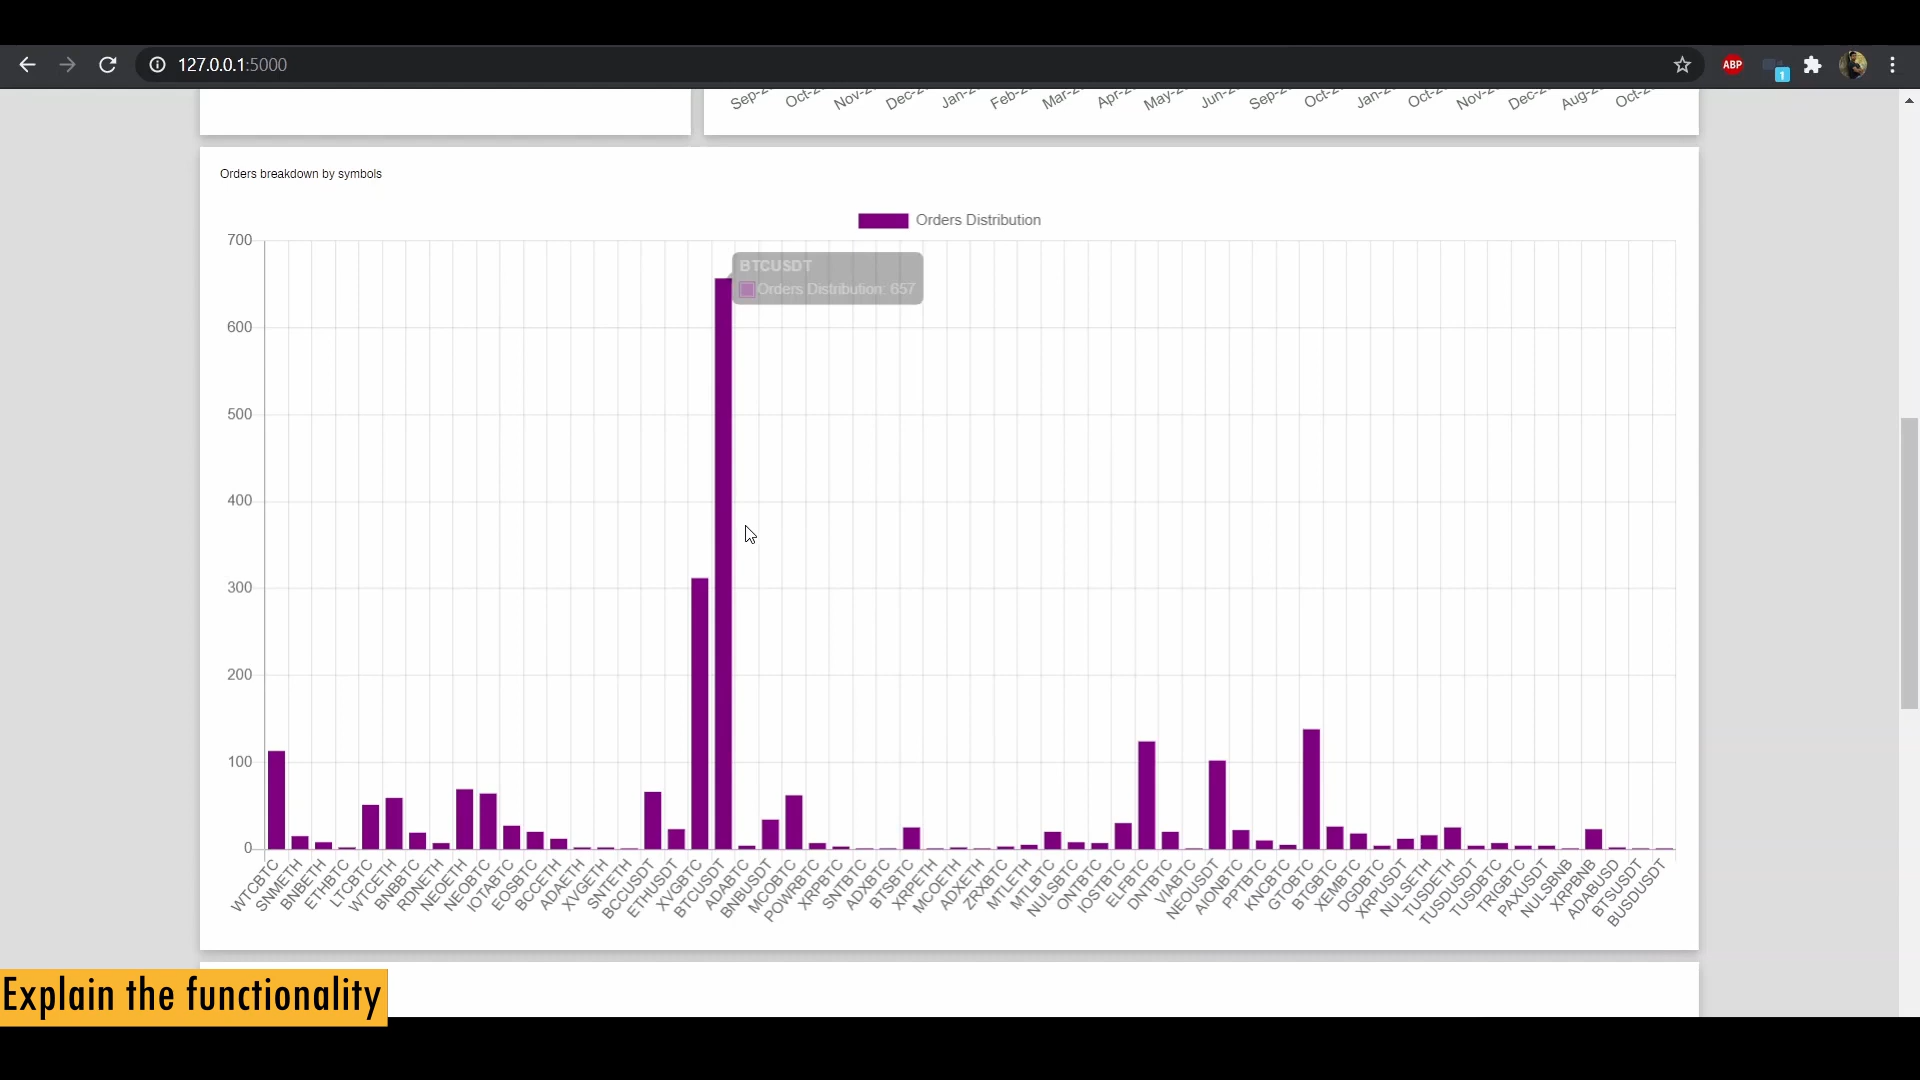 127.0.0.1:5000
ABP
1
Sep-2
Oct-2
Nov-2
Dec-2
Jan-2
Feb-2
Mar-2
Apr-2
May-2
Jun-2
Sep-2
Oct-2
Jan-2
Oct-2
Nov-2
Dec-2
Aug-2
Oct-2
Orders breakdown by symbols
Orders Distribution
BTCUSDT
Orders Distribution: 657
700
600
500
400
300
200
100
0
WTCBTC
SNMETH
BNBETH
ETHBTC
LTCBTC
WTCETH
BNBBTC
RDNETH
NEOETH
NEOBTC
IOTABTC
EOSBTC
BCCETH
ADAETH
XVGETH
SNTETH
BCCUSDT
ETHUSDT
XVGBTC
BTCUSDT
ADABTC
BNBUSDT
MCOBTC
POWRBTC
XRPBTC
SNTBTC
ADXBTC
BTSBTC
XRPETH
MCOETH
ADXETH
ZRXBTC
MTLETH
MTLBTC
NULSBTC
ONTBTC
IOSTBTC
ELFBTC
DNTBTC
VIABTC
NEOUSDT
AIONBTC
PPTBTC
KNCBTC
GTOBTC
BTGBTC
XEMBTC
DGDBTC
XRPUSDT
NULSETH
TUSDETH
TUSDUSDT
TUSDBTC
TRIGBTC
PAXUSDT
NULSBNB
XRPBNB
ADABUSD
BTSUSDT
BUSDUSDT
Explain the functionality